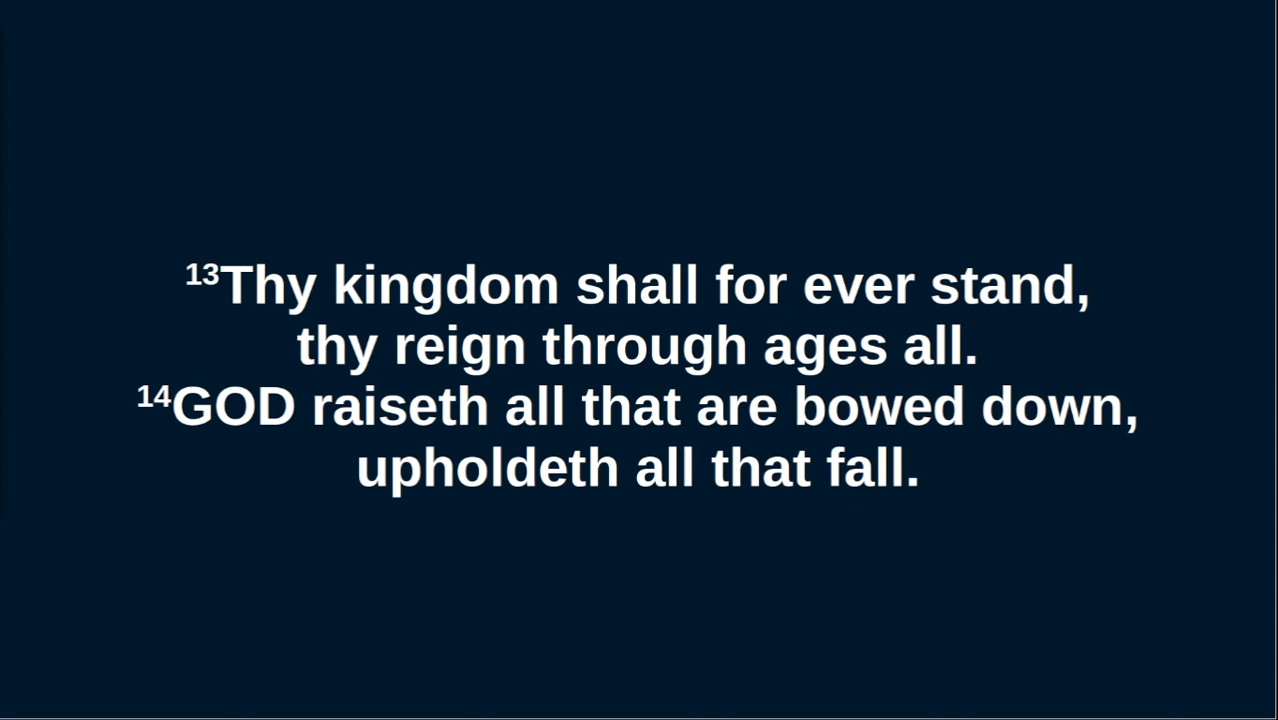 13Thy kingdom shall for ever stand,
thy reign through ages all.
14GOD raiseth all that are bowed down,
upholdeth all that fall.